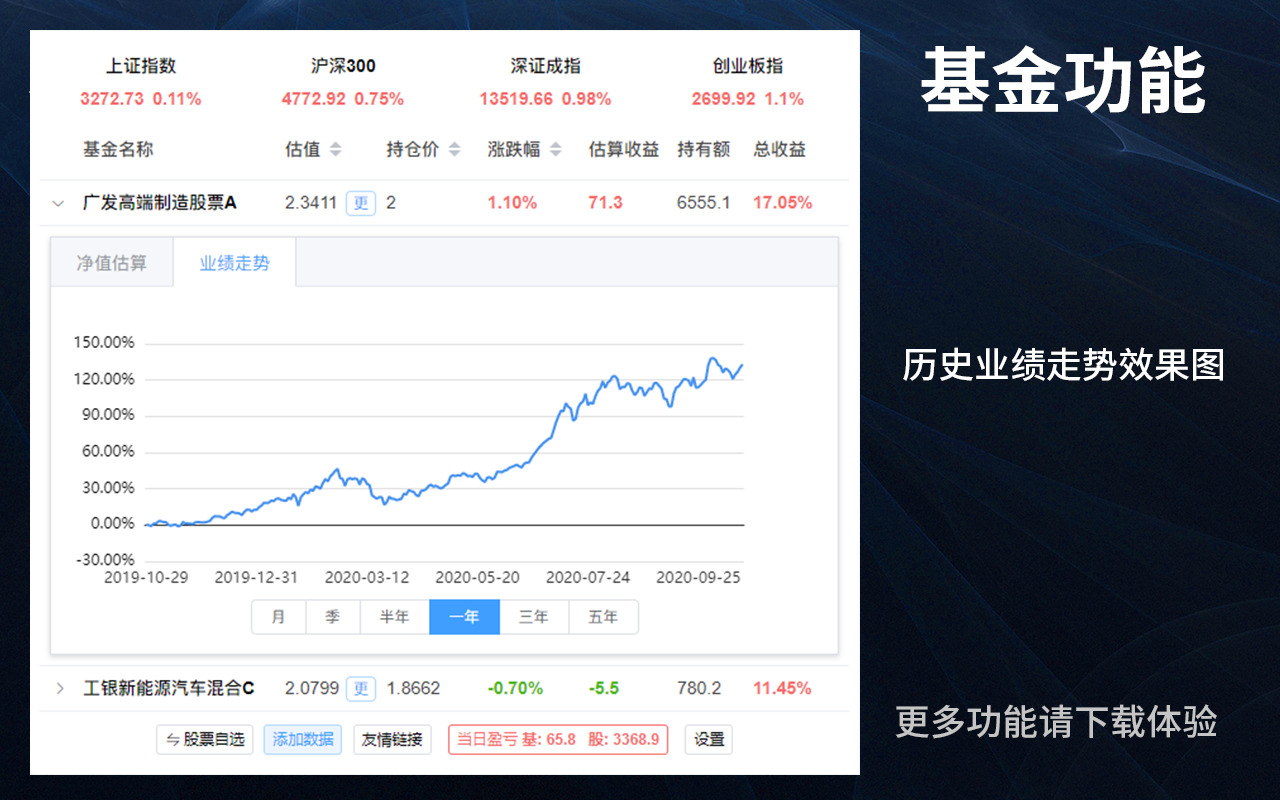 上证指数 沪深300 深证成指 创业板指
3272.73 0.11% 4772.92 0.75% 13519.66 0.98% 2699.92 1.1%
基金名称 估值 持仓价 涨跌幅 估算收益 持有额 总收益
广发高端制造股票A 2.3411 更 2 1.10% 71.3 6555.1 17.05%
净值估算 业绩走势
150.00%
120.00%
90.00%
60.00%
30.00%
0.00%
-30.00%
2019-10-29 2019-12-31 2020-03-12 2020-05-20 2020-07-24 2020-09-25
月 季 半年 一年 三年 五年
工银新能源汽车混合C 2.0799 更 1.8662 -0.70% -5.5 780.2 11.45%
股票自选 添加数据 友情链接 当日盈亏 基: 65.8 股: 3368.9 设置
基金功能
历史业绩走势效果图
更多功能请下载体验